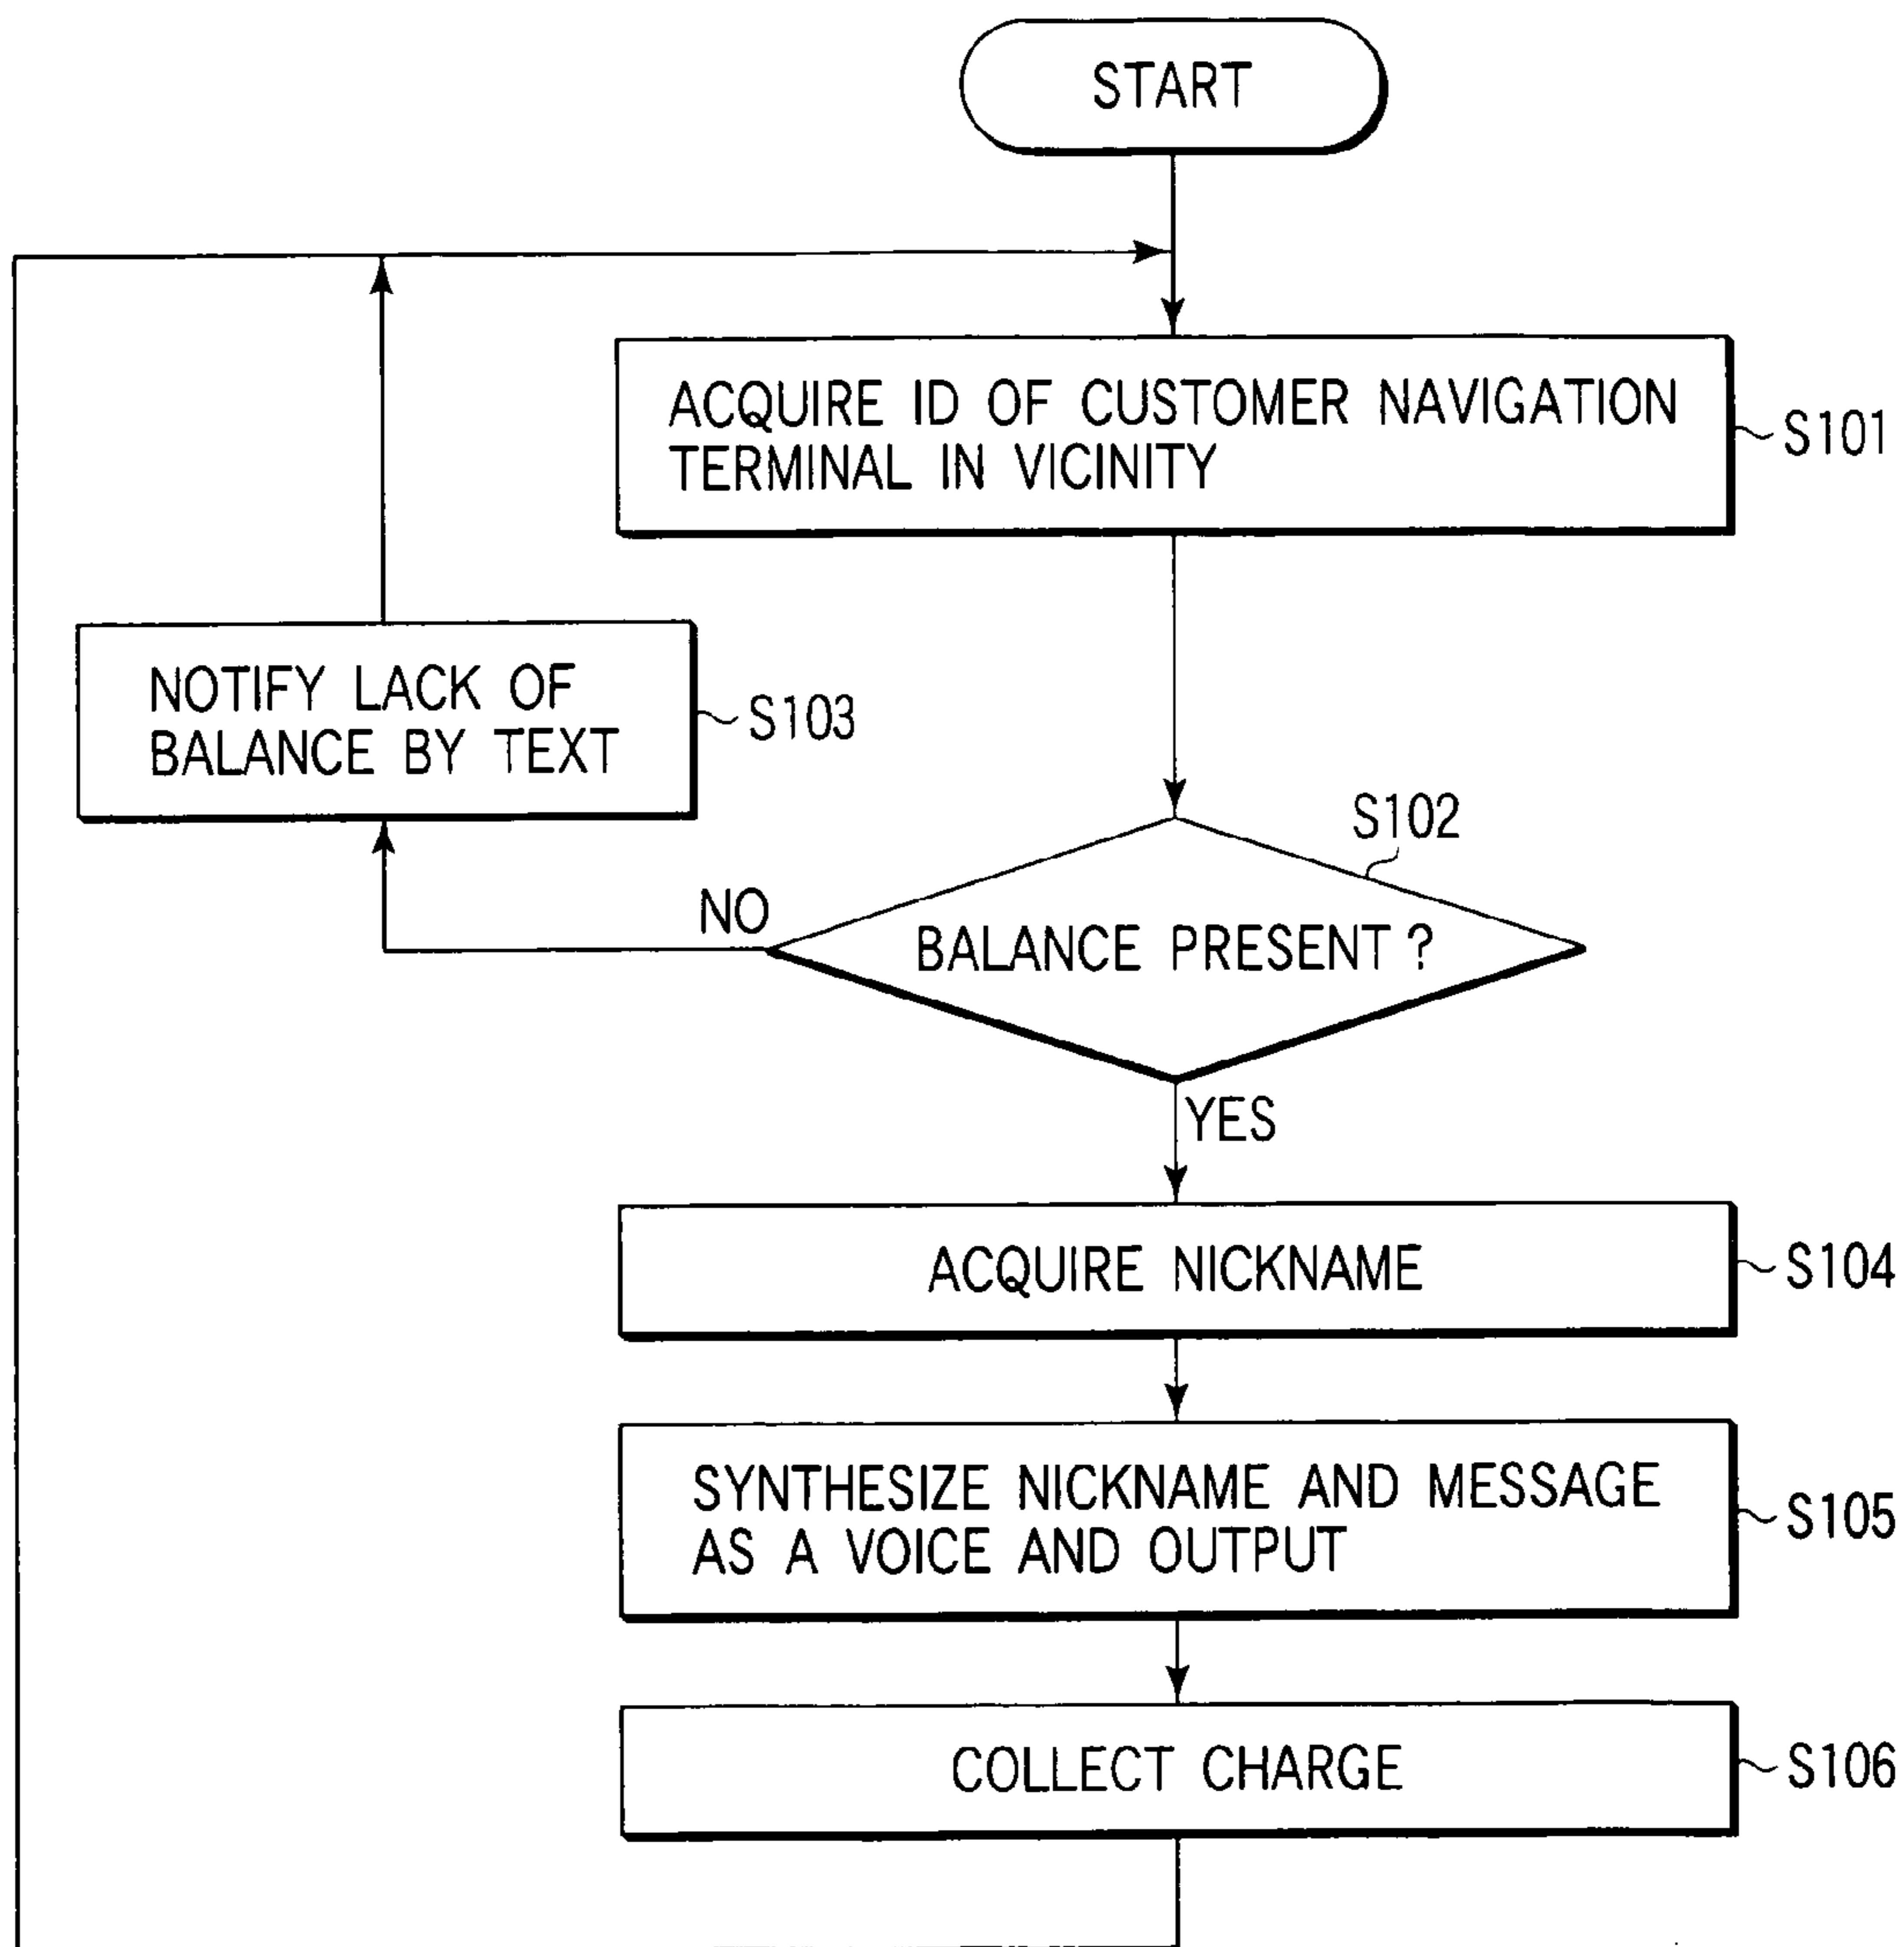 START
ACQUIRE ID OF CUSTOMER NAVIGATION
TERMINAL IN VICINITY
S101
NOTIFY LACK OF
BALANCE BY TEXT
S103
S102
NO
BALANCE PRESENT ?
YES
ACQUIRE NICKNAME
S104
SYNTHESIZE NICKNAME AND MESSAGE
AS A VOICE AND OUTPUT
S105
COLLECT CHARGE
S106